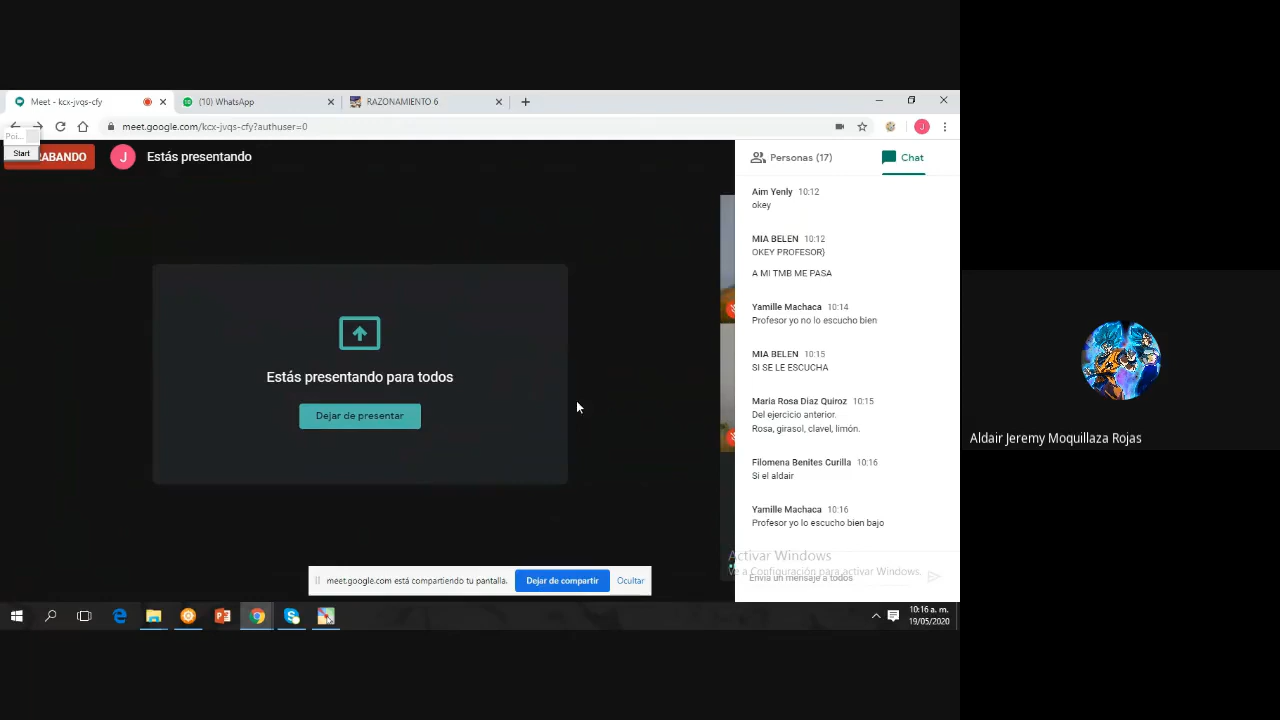 Meet - kcx-jvqs-cfy
(10) WhatsApp
RAZONAMIENTO 6
meet.google.com/kcx-jvqs-cfy?authuser=0
Poi...
Start
ABANDO
J
Estás presentando
J
Personas (17)
Chat
Aim Yenly 10:12
okey
MIA BELEN 10:12
OKEY PROFESOR}
A MI TMB ME PASA
Yamille Machaca 10:14
Profesor yo no lo escucho bien
MIA BELEN 10:15
SI SE LE ESCUCHA
Maria Rosa Diaz Quiroz 10:15
Del ejercicio anterior.
Rosa, girasol, clavel, limón.
Filomena Benites Curilla 10:16
Si el aldair
Yamille Machaca 10:16
Profesor yo lo escucho bien bajo
Estás presentando para todos
Dejar de presentar
Activar Windows
Ve a Configuración para activar Windows.
Envía un mensaje a todos
meet.google.com está compartiendo tu pantalla.
Dejar de compartir
Ocultar
10:16 a. m.
19/05/2020
Aldair Jeremy Moquillaza Rojas